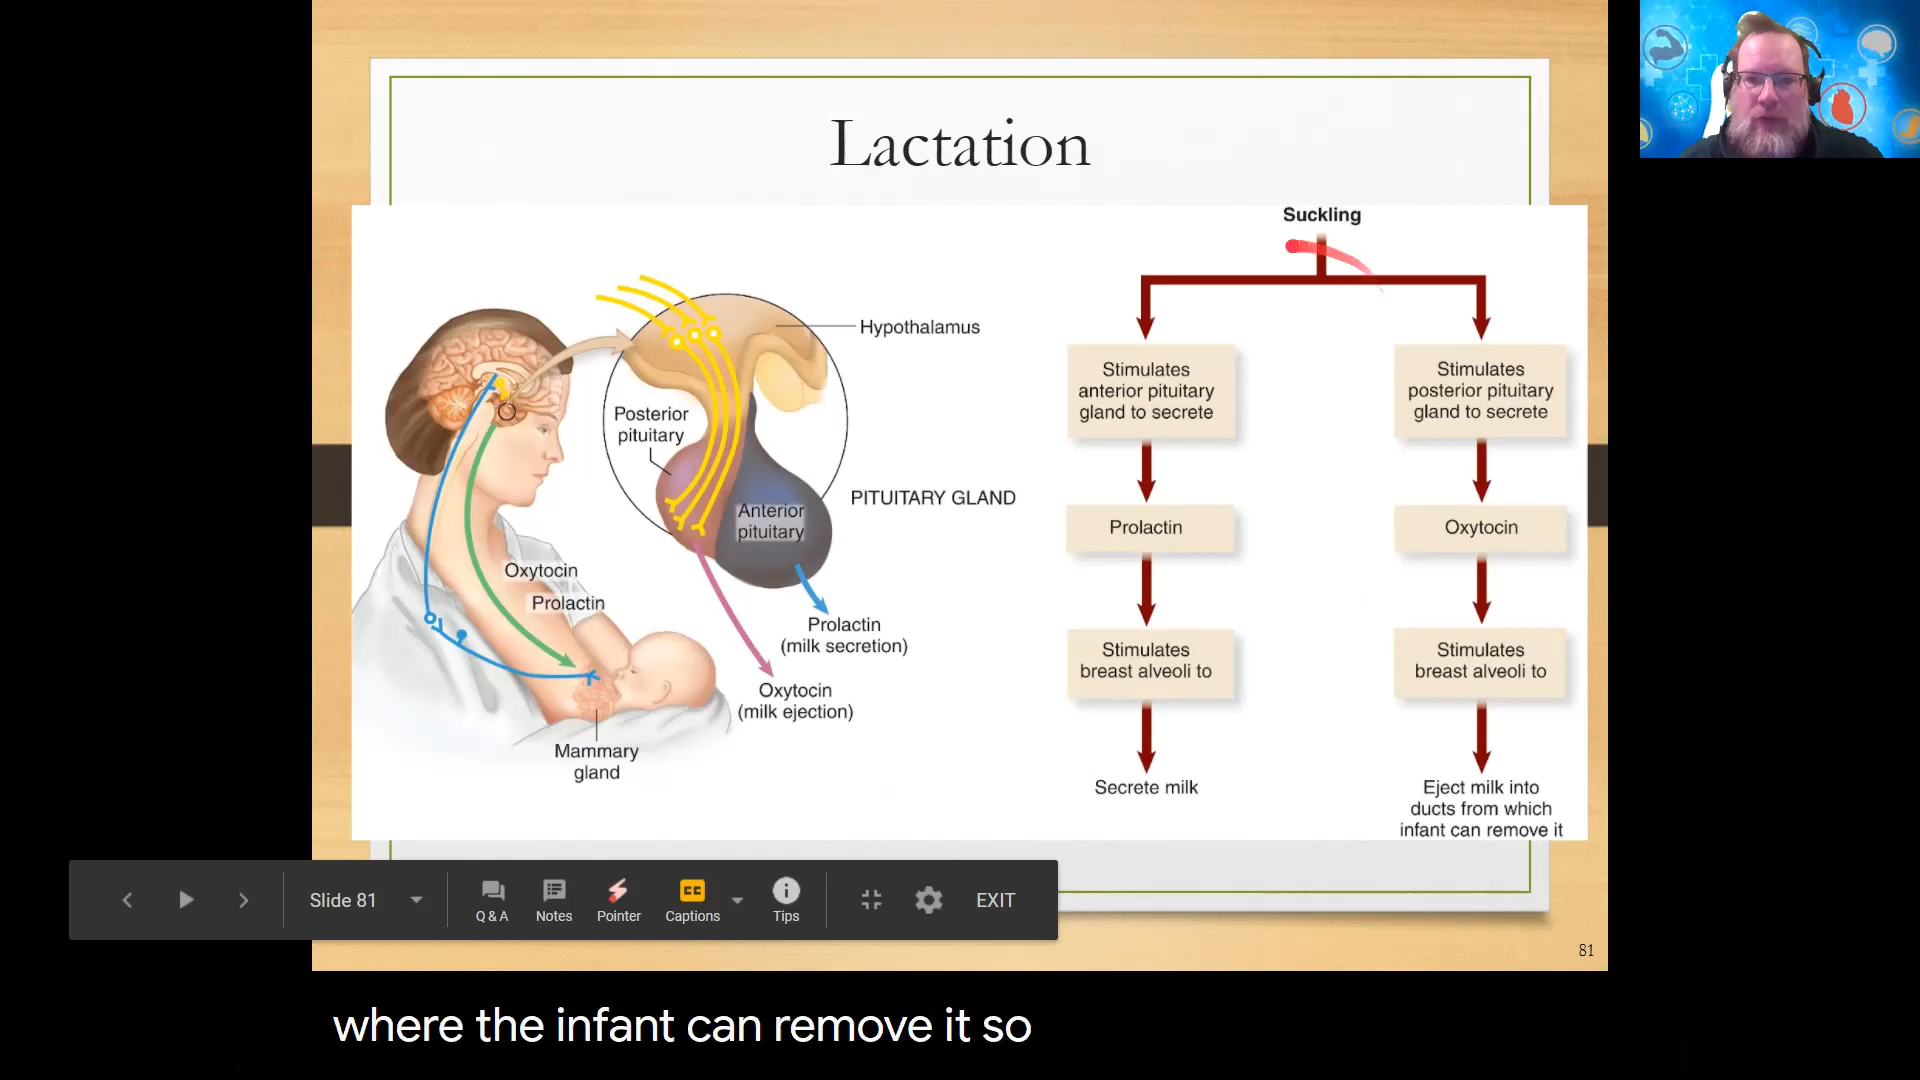 Lactation
Suckling
Hypothalamus
Posterior
pituitary
PITUITARY GLAND
Anterior
pituitary
Oxytocin
Prolactin
Prolactin
(milk secretion)
Oxytocin
(milk ejection)
Mammary
gland
Stimulates
anterior pituitary
gland to secrete
Prolactin
Stimulates
breast alveoli to
Secrete milk
Stimulates
posterior pituitary
gland to secrete
Oxytocin
Stimulates
breast alveoli to
Eject milk into
ducts from which
infant can remove it
Slide 81
Q & A
Notes
Pointer
CC
Captions
Tips
EXIT
81
where the infant can remove it so